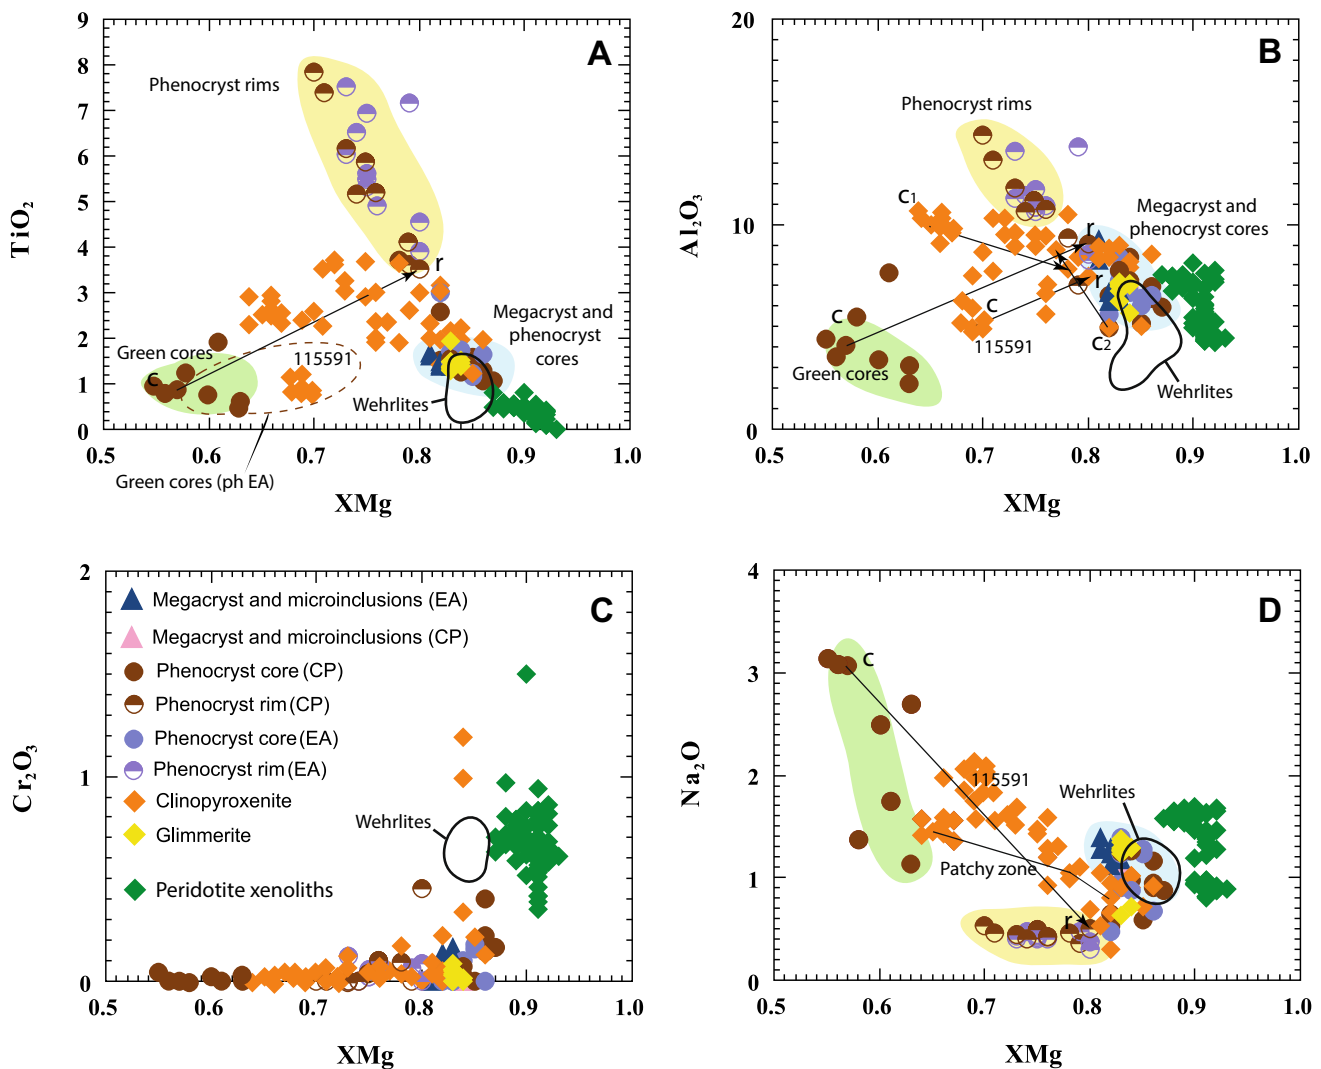 A
TiO2
9
8
7
6
5
4
3
2
1
0
Phenocryst rims
r
Megacryst and
phenocryst
cores
Green cores
115591
c
Wehrlites
Green cores (ph EA)
0.5
0.6
0.7
0.8
0.9
1.0
XMg
B
Al2O3
20
10
0
Phenocryst rims
C1
r
Megacryst and
phenocryst cores
r
c
c
115591
C2
Green cores
Wehrlites
0.5
0.6
0.7
0.8
0.9
1.0
XMg
C
Cr2O3
2
1
0
Megacryst and microinclusions (EA)
Megacryst and microinclusions (CP)
Phenocryst core (CP)
Phenocryst rim (CP)
Phenocryst core (EA)
Phenocryst rim (EA)
Clinopyroxenite
Glimmerite
Peridotite xenoliths
Wehrlites
0.5
0.6
0.7
0.8
0.9
1.0
XMg
D
Na2O
4
3
2
1
0
c
115591
Wehrlites
Patchy zone
r
0.5
0.6
0.7
0.8
0.9
1.0
XMg